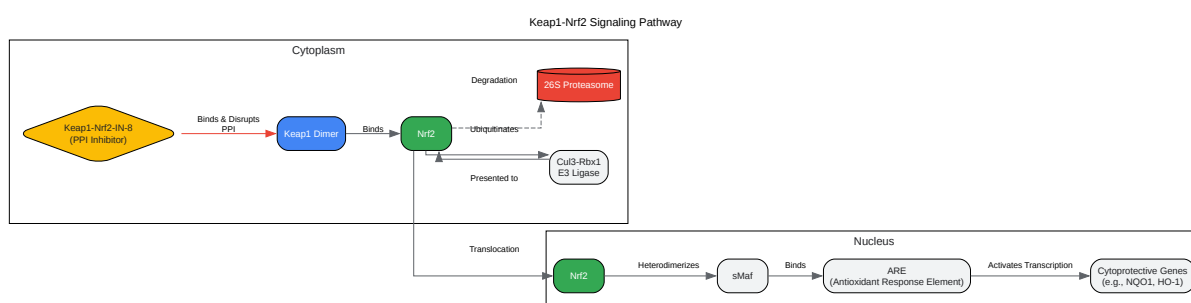 Keap1-Nrf2 Signaling Pathway
Cytoplasm
Degradation
26S Proteasome
Keap1-Nrf2-IN-8
(PPI Inhibitor)
Binds & Disrupts
PPI
Keap1 Dimer
Binds
Nrf2
Ubiquitinates
Cul3-Rbx1
E3 Ligase
Presented to
Translocation
Nucleus
Nrf2
Heterodimerizes
sMaf
Binds
ARE
(Antioxidant Response Element)
Activates Transcription
Cytoprotective Genes
(e.g., NQO1, HO-1)